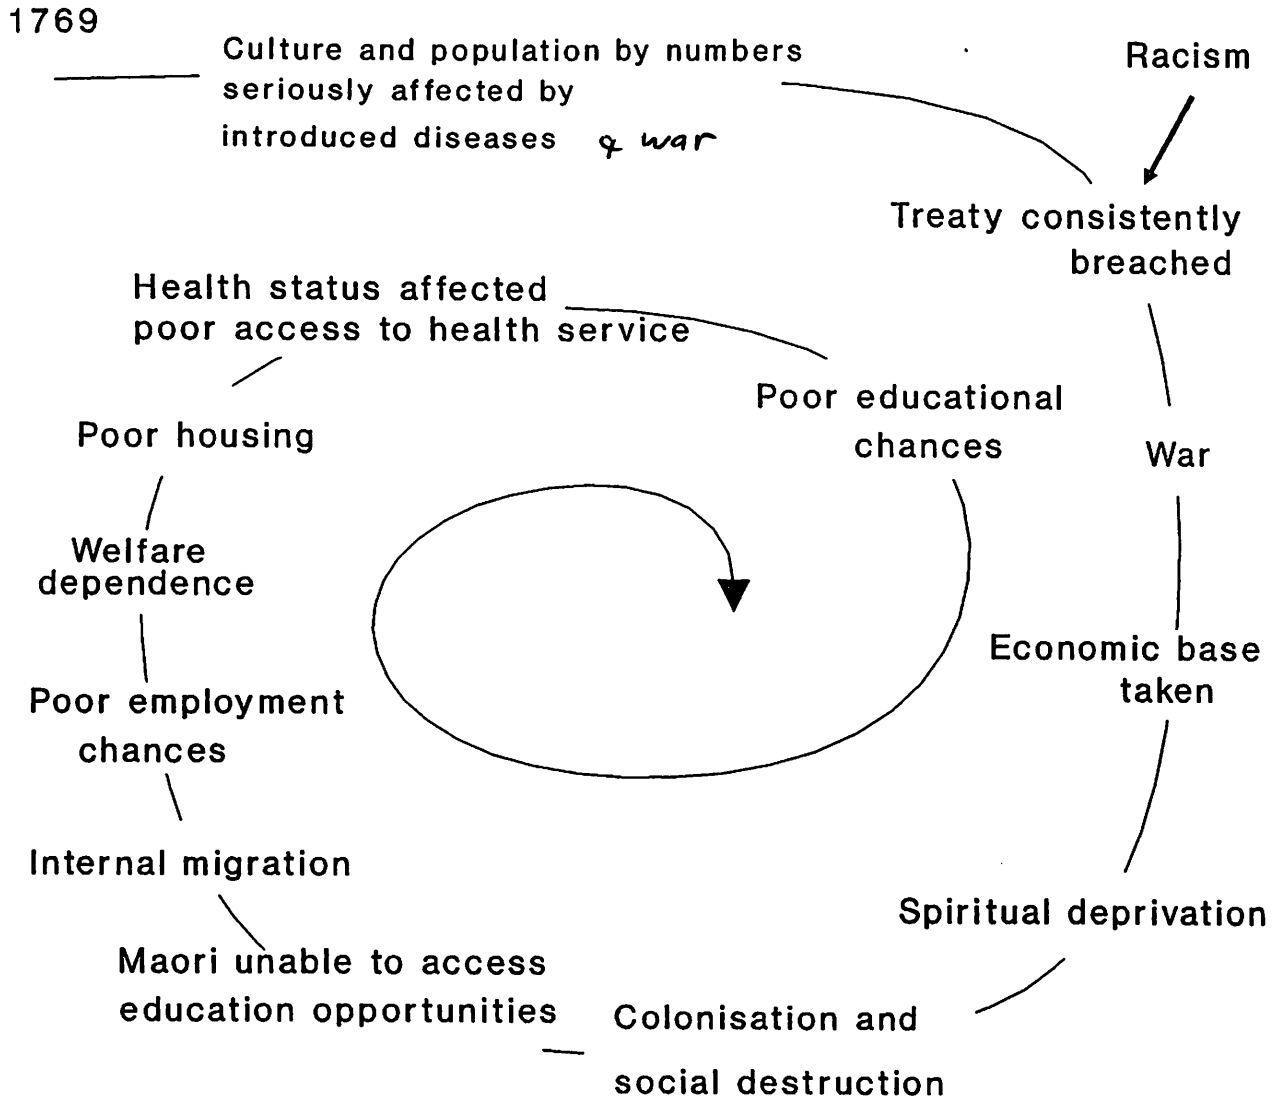 1769
Culture and population by numbers
seriously affected by
introduced diseases & war
Racism
Treaty consistently
breached
War
Economic base
taken
Spiritual deprivation
Colonisation and
social destruction
Maori unable to access
education opportunities
Internal migration
Poor employment
chances
Welfare
dependence
Poor housing
Health status affected
poor access to health service
Poor educational
chances